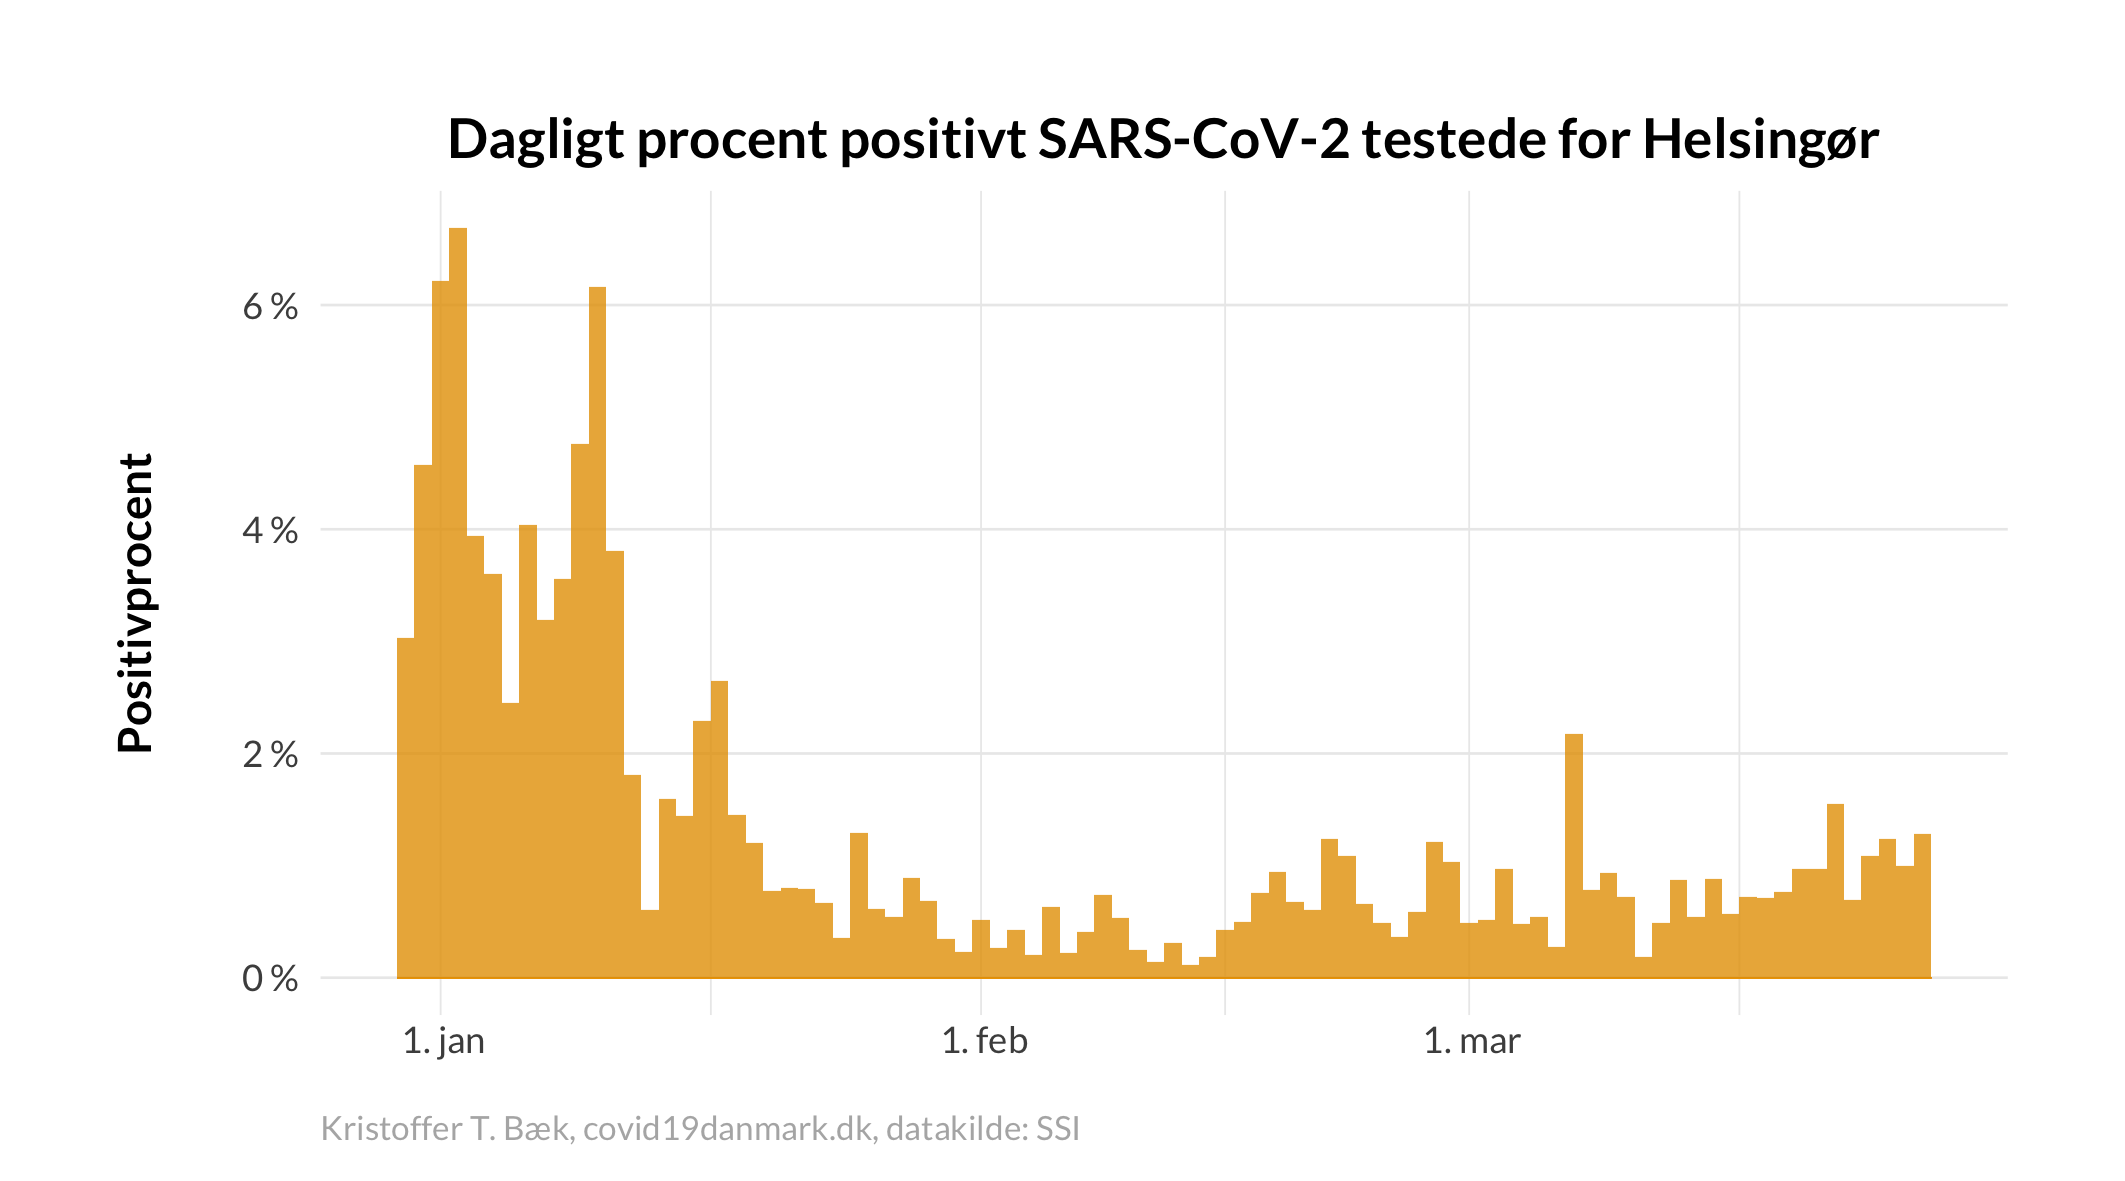 Dagligt procent positivt SARS-CoV-2 testede for Helsingør
Positivprocent
6 %
4 %
2 %
0 %
1. jan
1. feb
1. mar
Kristoffer T. Bæk, covid19danmark.dk, datakilde: SSI